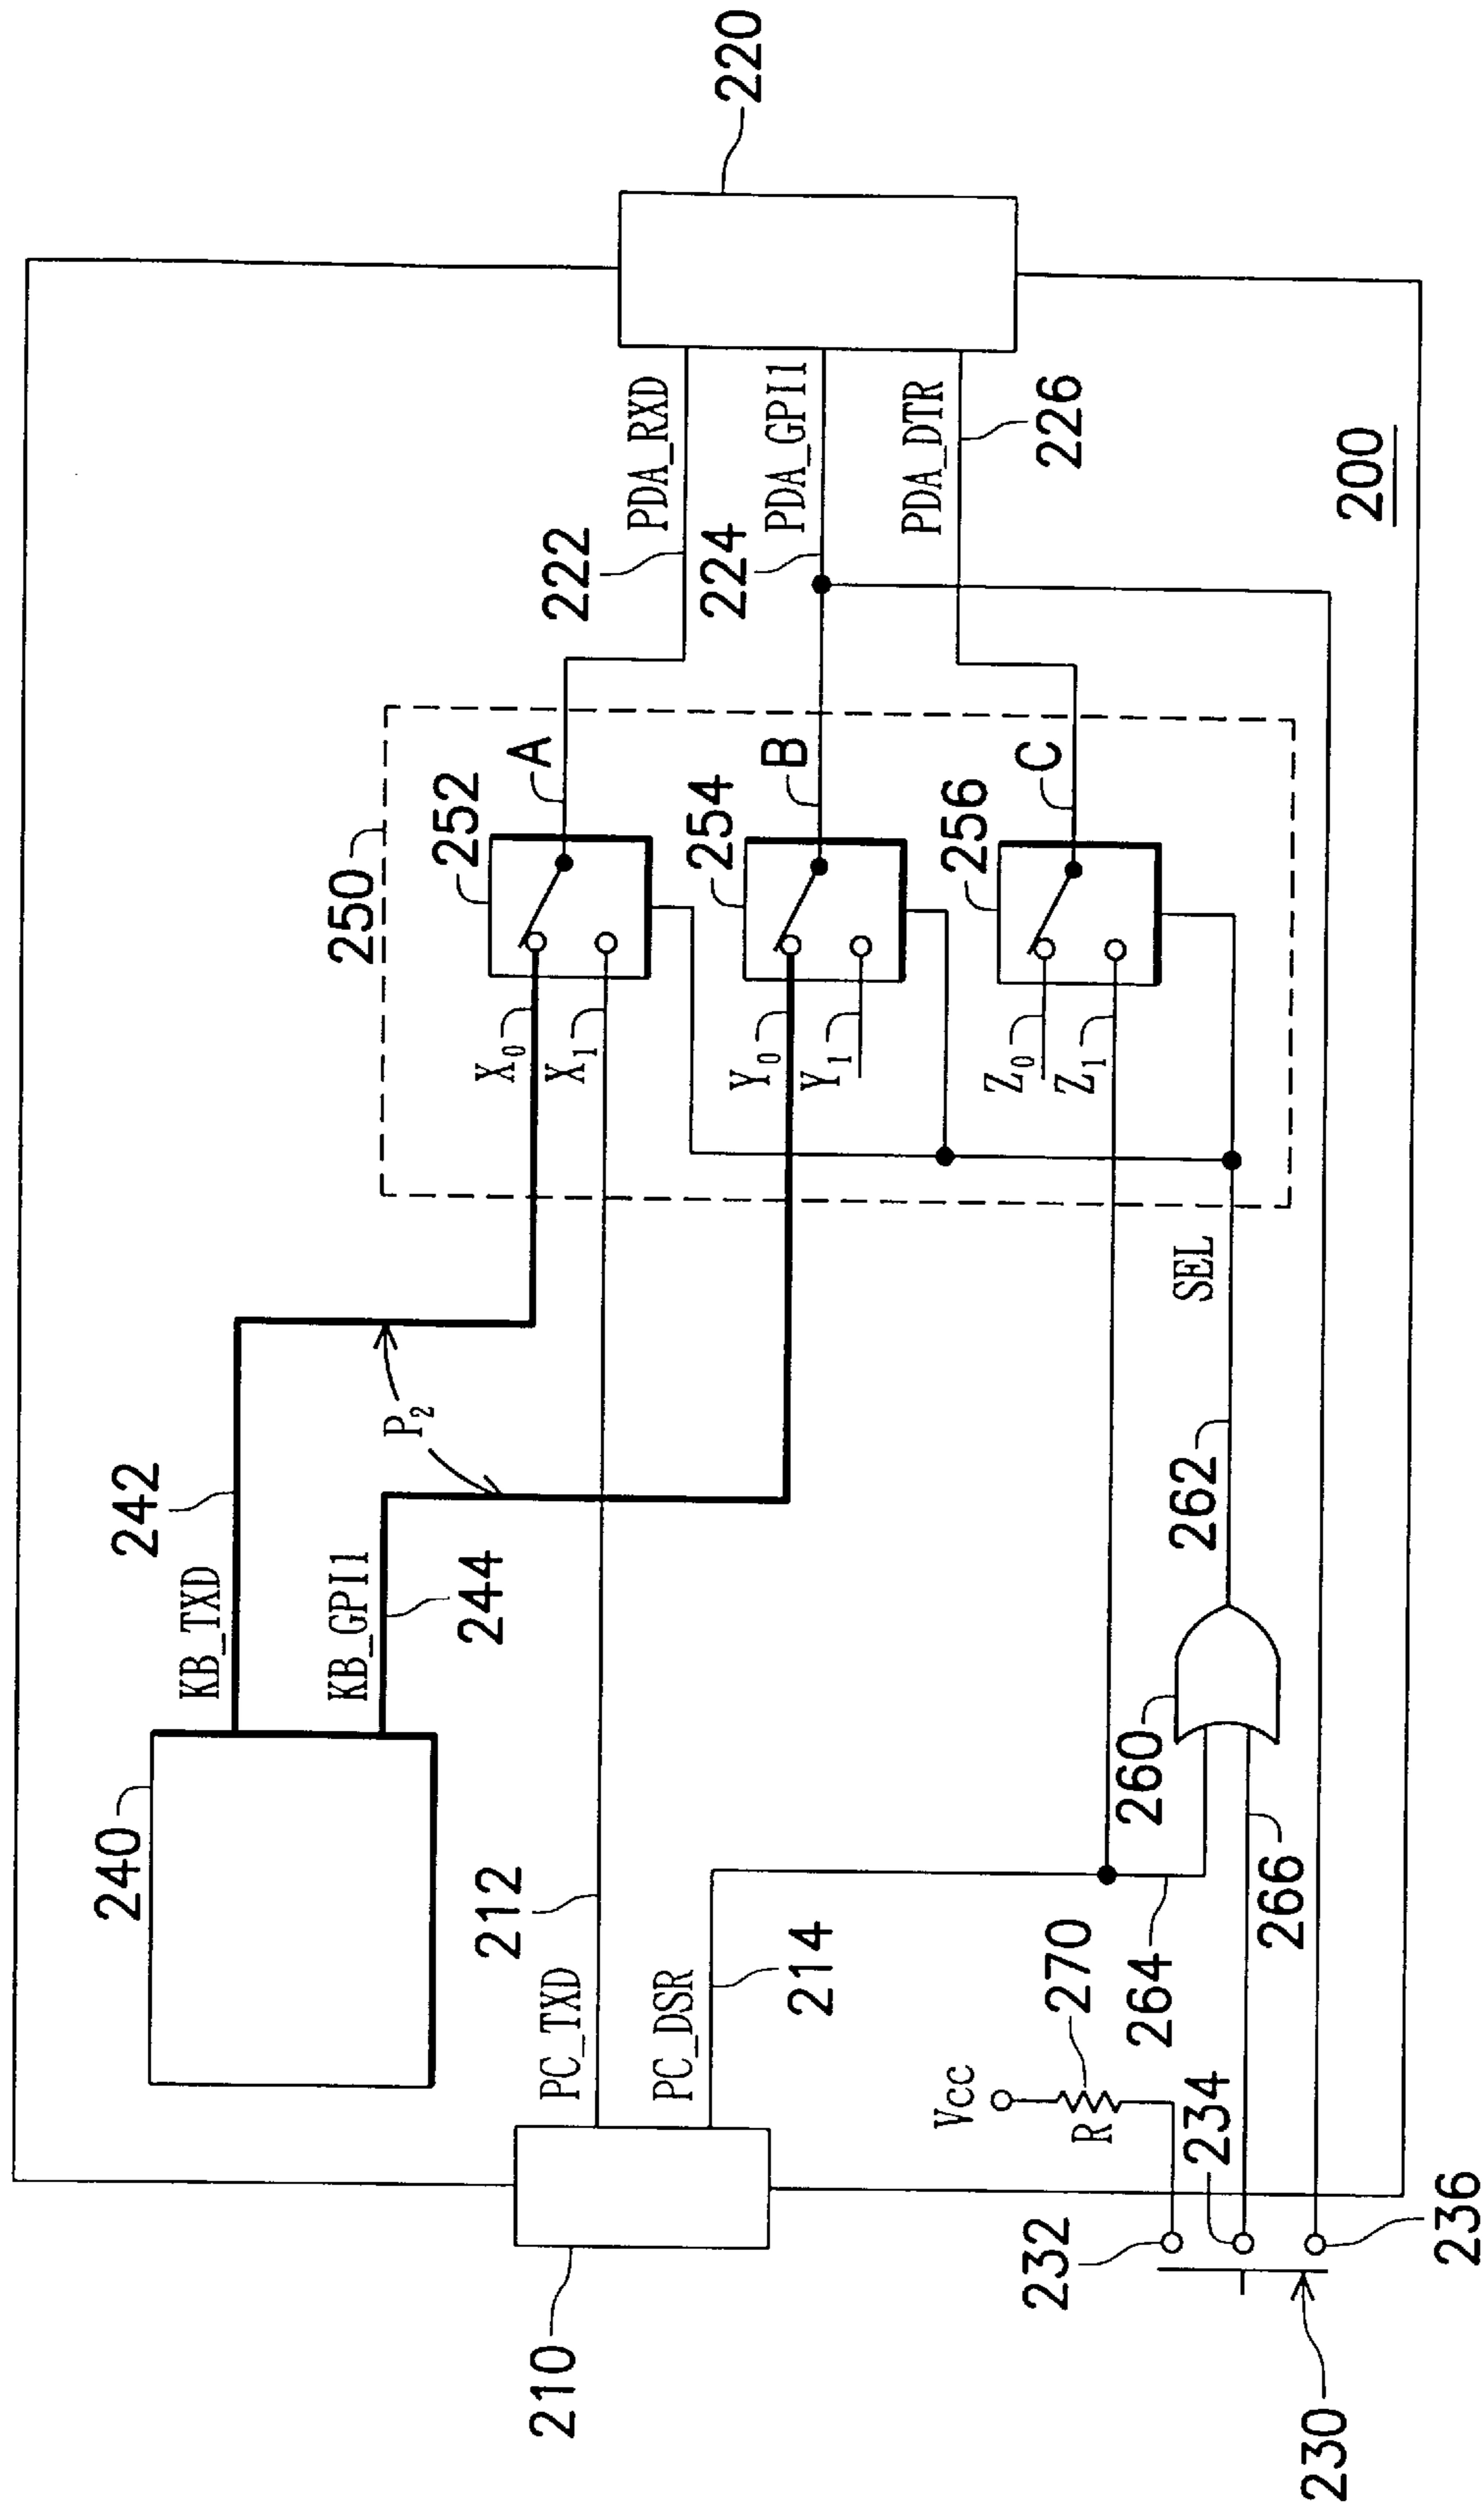 240
KB_TXD
242
KB_GPI1
244
P2
250
252
A
X0
X1
254
B
Y0
Y1
256
C
Z0
Z1
222
PDA_RXD
224
PDA_GPI1
PDA_DTR
226
220
210
PC_TXD
212
PC_DSR
214
Vcc
R
270
264
260
266
262
SEL
232
234
236
230
200